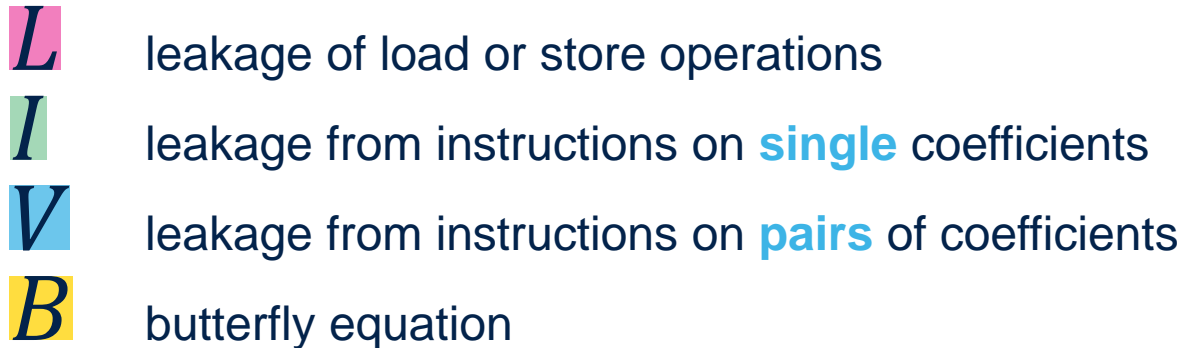 L leakage of load or store operations
I leakage from instructions on single coefficients
V leakage from instructions on pairs of coefficients
B butterfly equation